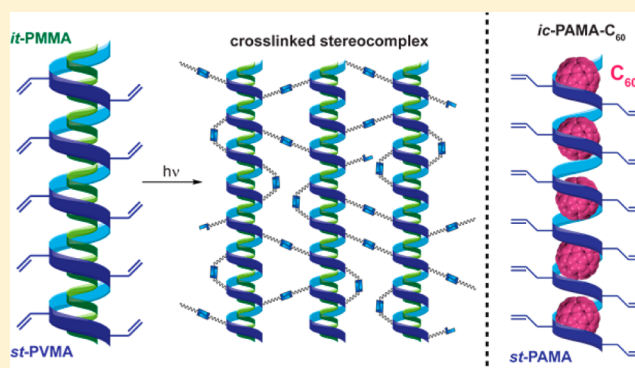 it-PMMA
crosslinked stereocomplex
ic-PAMA-C₆₀
C₆₀
hν
st-PVMA
st-PAMA